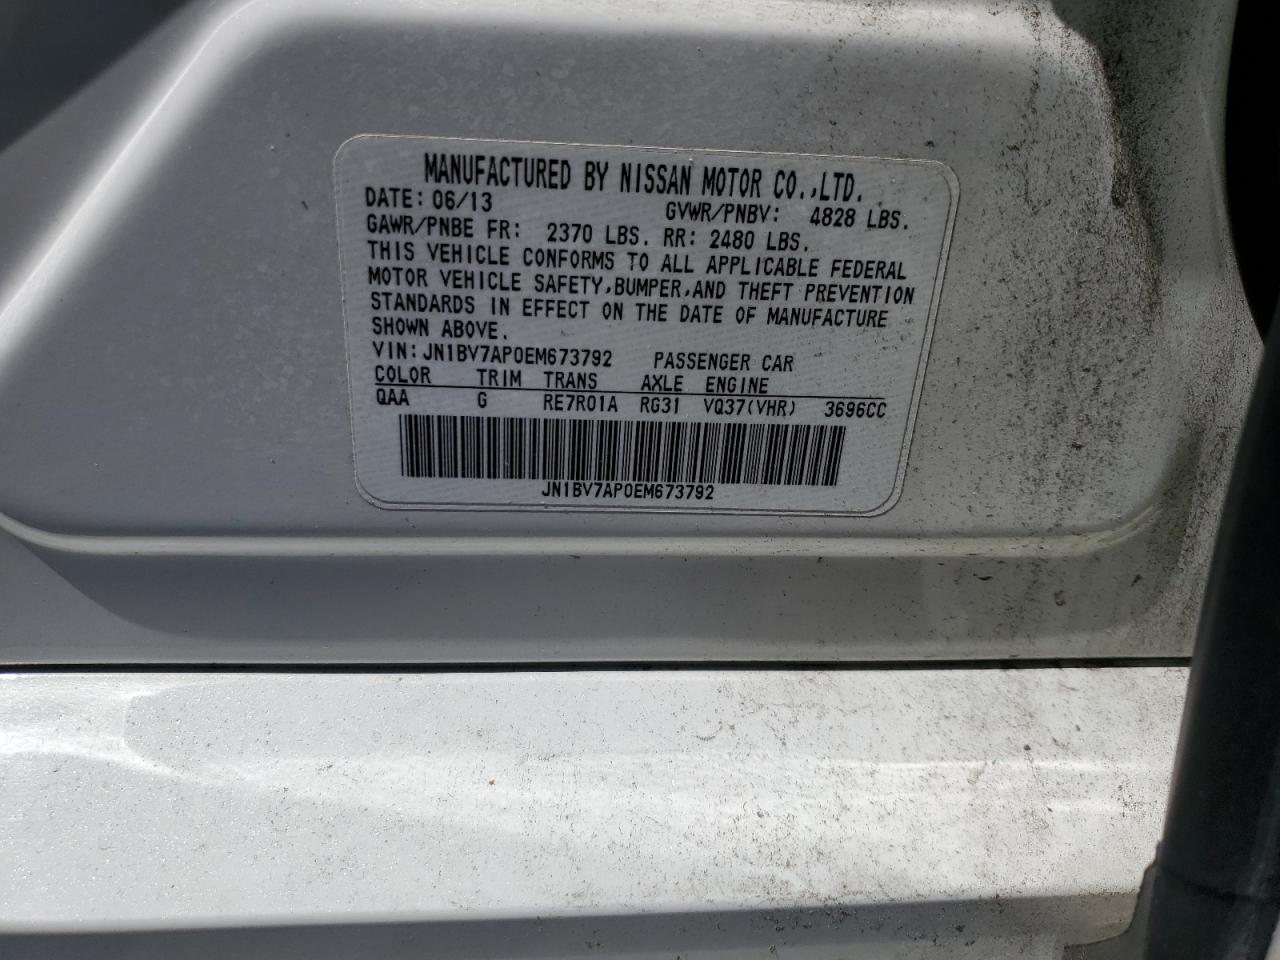 MANUFACTURED BY NISSAN MOTOR CO.,LTD.
DATE: 06/13 GVWR/PNBV: 4828 LBS.
GAWR/PNBE FR: 2370 LBS. RR: 2480 LBS.
THIS VEHICLE CONFORMS TO ALL APPLICABLE FEDERAL
MOTOR VEHICLE SAFETY,BUMPER,AND THEFT PREVENTION
STANDARDS IN EFFECT ON THE DATE OF MANUFACTURE
SHOWN ABOVE.
VIN:JN1BV7AP0EM673792 PASSENGER CAR
COLOR TRIM TRANS AXLE ENGINE
QAA G RE7R01A RG31 VQ37(VHR) 3696CC
JN1BV7AP0EM673792